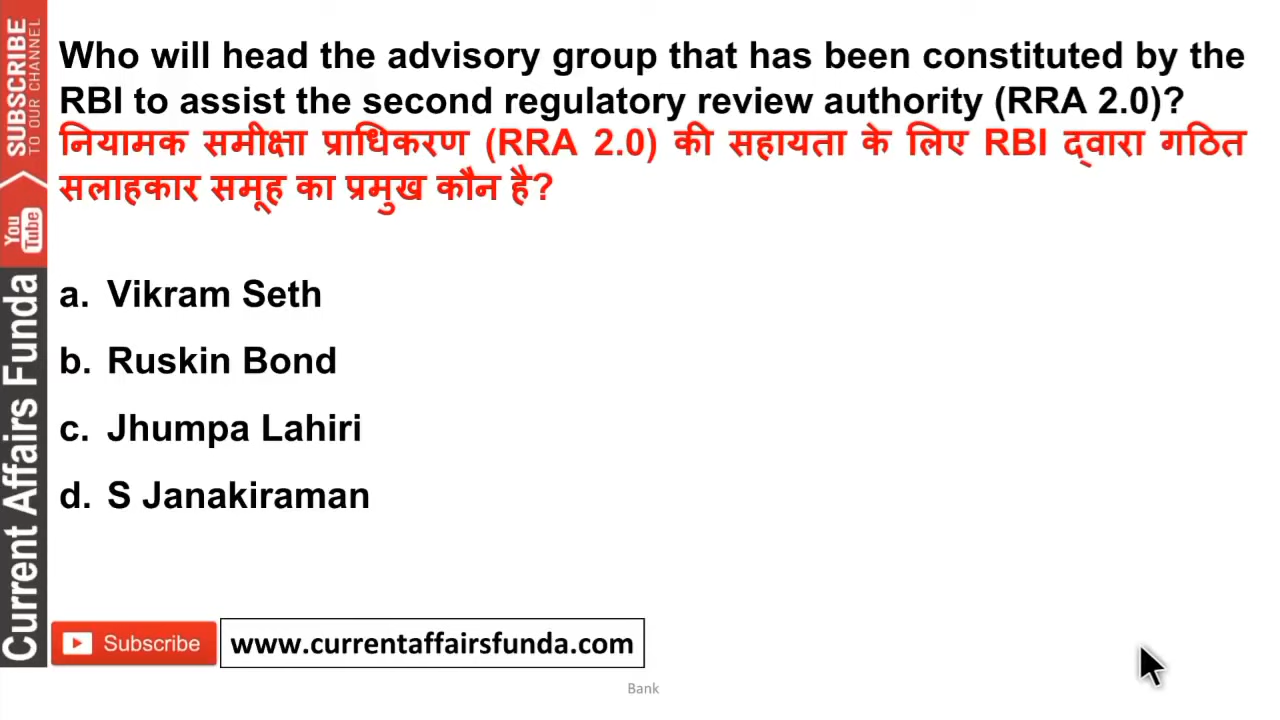 Who will head the advisory group that has been constituted by the
RBI to assist the second regulatory review authority (RRA 2.0)?
नियामक समीक्षा प्राधिकरण (RRA 2.0) की सहायता के लिए RBI द्वारा गठित
सलाहकार समूह का प्रमुख कौन है?
a. Vikram Seth
b. Ruskin Bond
c. Jhumpa Lahiri
d. S Janakiraman
SUBSCRIBE
TO OUR CHANNEL
You
Tube
Current Affairs Funda
Subscribe
www.currentaffairsfunda.com
Bank